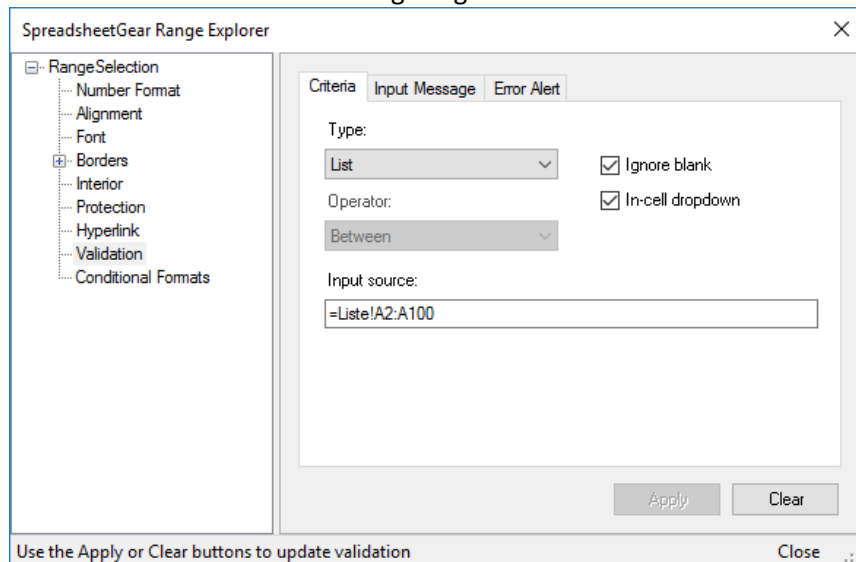 SpreadsheetGear Range Explorer
RangeSelection
Number Format
Alignment
Font
Borders
Interior
Protection
Hyperlink
Validation
Conditional Formats
Criteria Input Message Error Alert
Type:
List Ignore blank
Operator: In-cell dropdown
Between
Input source:
=Liste!A2:A100
Apply Clear
Use the Apply or Clear buttons to update validation Close